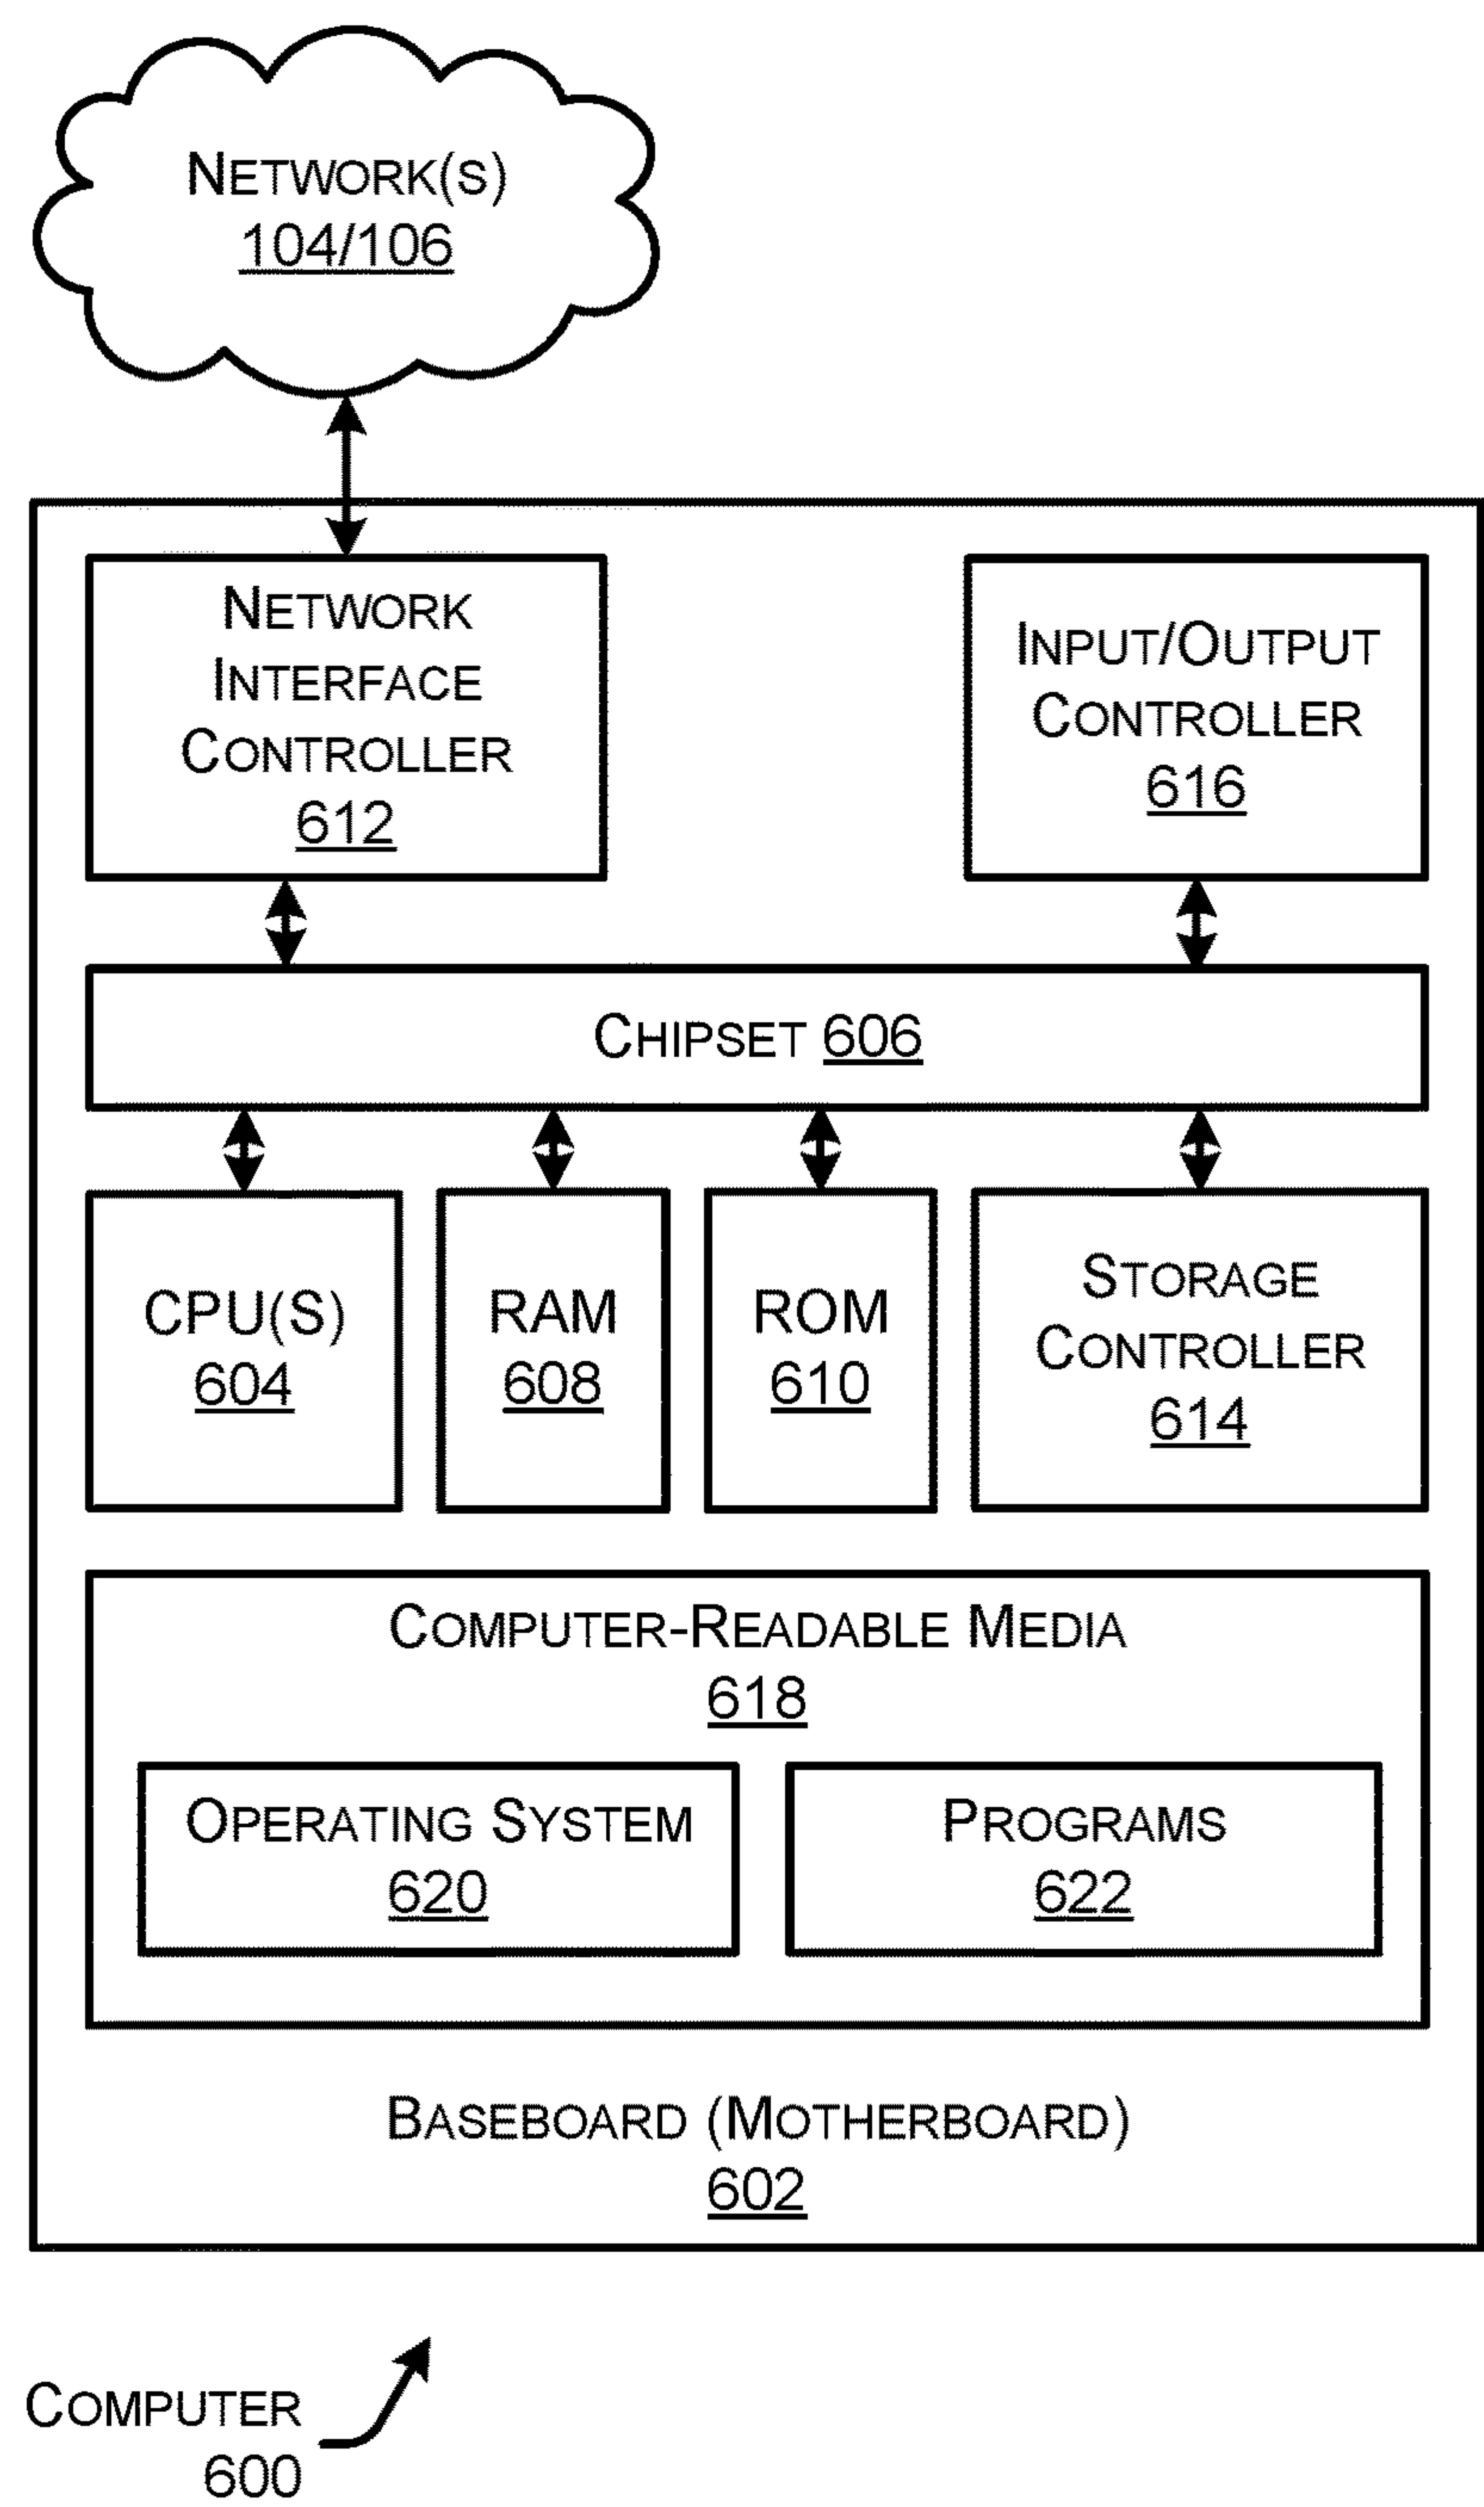 NETWORK(S)
104/106
NETWORK
INTERFACE
CONTROLLER
612
INPUT/OUTPUT
CONTROLLER
616
CHIPSET 606
CPU(S)
604
RAM
608
ROM
610
STORAGE
CONTROLLER
614
COMPUTER-READABLE MEDIA
618
OPERATING SYSTEM
620
PROGRAMS
622
BASEBOARD (MOTHERBOARD)
602
COMPUTER
600